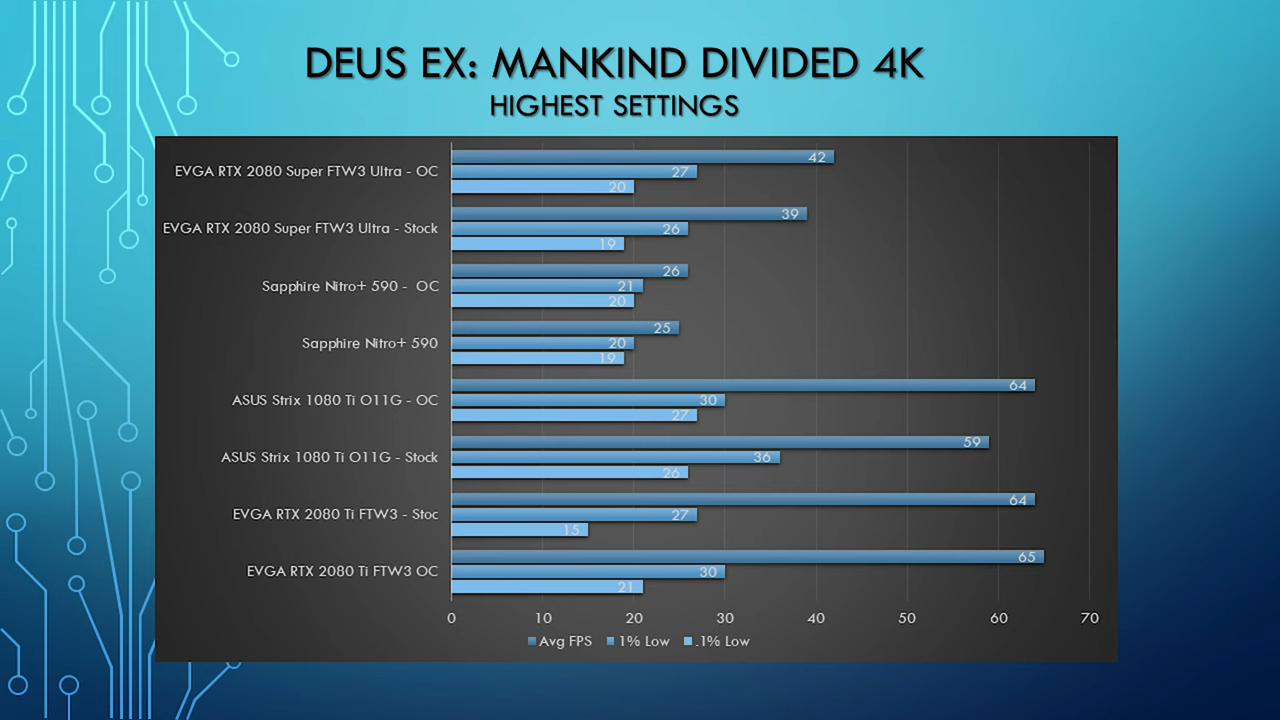 DEUS EX: MANKIND DIVIDED 4K
HIGHEST SETTINGS
EVGA RTX 2080 Super FTW3 Ultra - OC
42
27
20
EVGA RTX 2080 Super FTW3 Ultra - Stock
39
26
19
Sapphire Nitro+ 590 - OC
26
21
20
Sapphire Nitro+ 590
25
20
19
ASUS Strix 1080 Ti O11G - OC
64
30
27
ASUS Strix 1080 Ti O11G - Stock
59
36
26
EVGA RTX 2080 Ti FTW3 - Stoc
64
27
15
EVGA RTX 2080 Ti FTW3 OC
65
30
21
0 10 20 30 40 50 60 70
Avg FPS 1% Low .1% Low